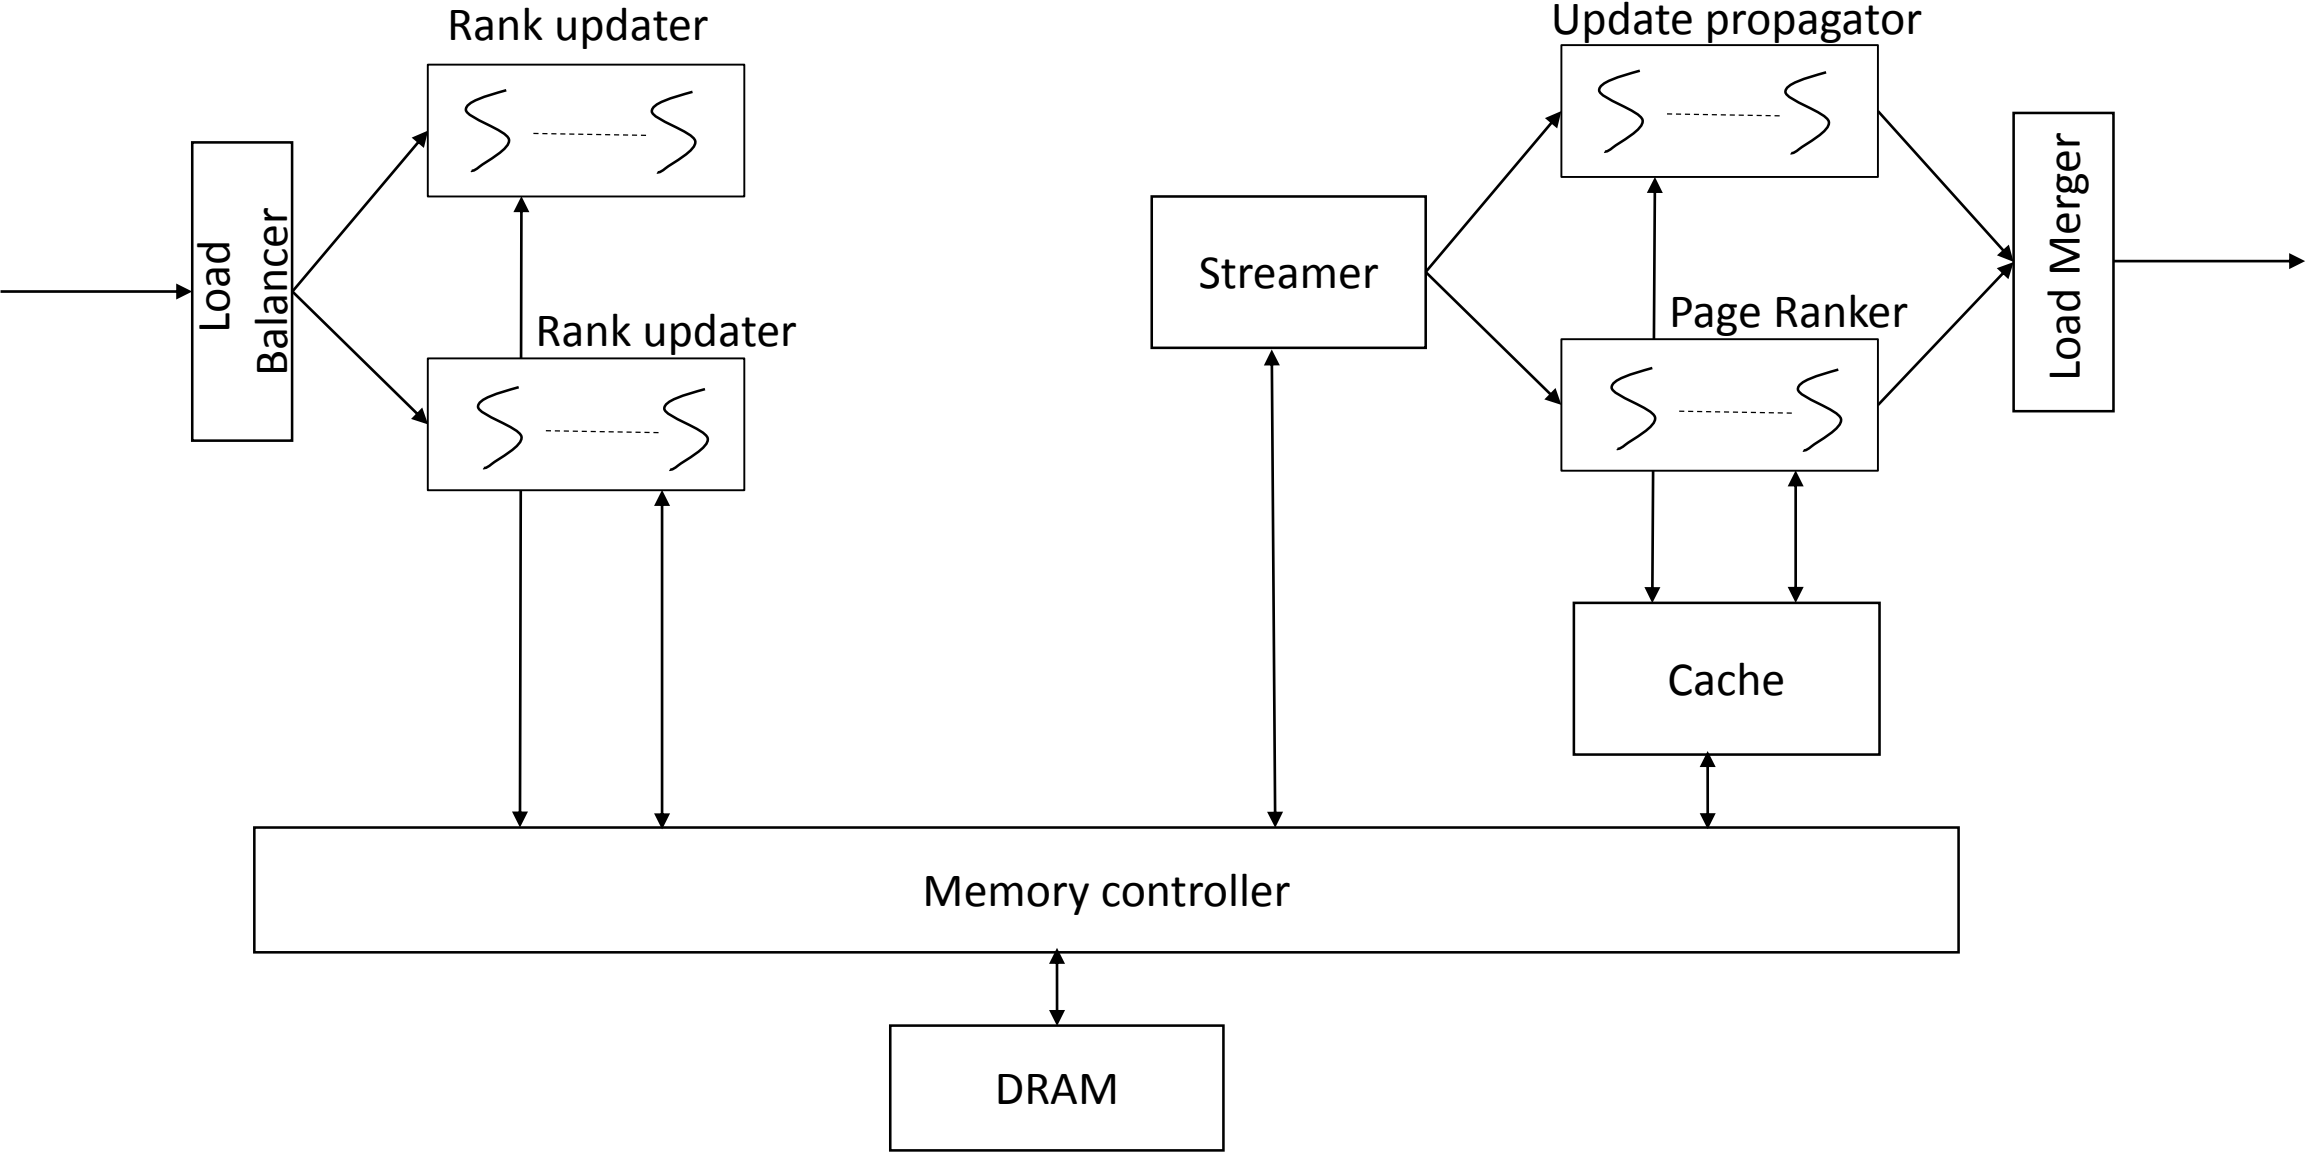 Rank updater
Update propagator
Load
Balancer
Rank updater
Streamer
Page Ranker
Load Merger
Cache
Memory controller
DRAM